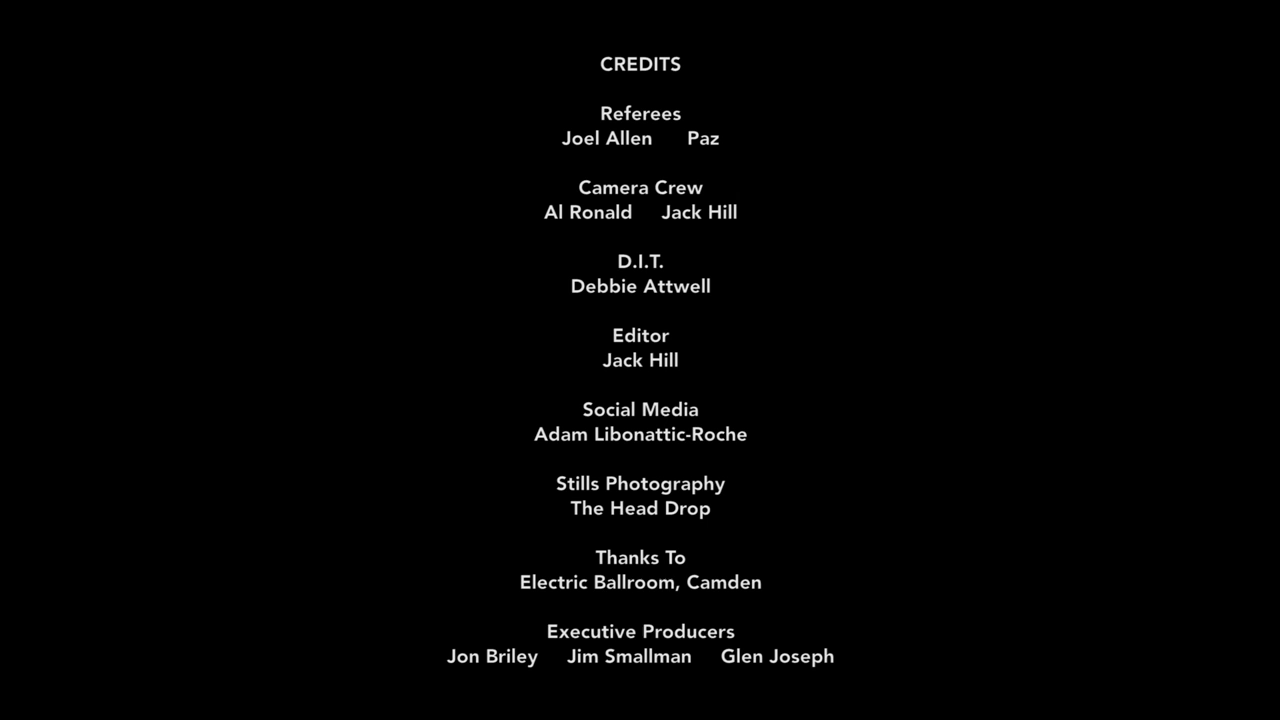 CREDITS
Referees
Joel Allen Paz
Camera Crew
Al Ronald Jack Hill
D.I.T.
Debbie Attwell
Editor
Jack Hill
Social Media
Adam Libonattic-Roche
Stills Photography
The Head Drop
Thanks To
Electric Ballroom, Camden
Executive Producers
Jon Briley Jim Smallman Glen Joseph